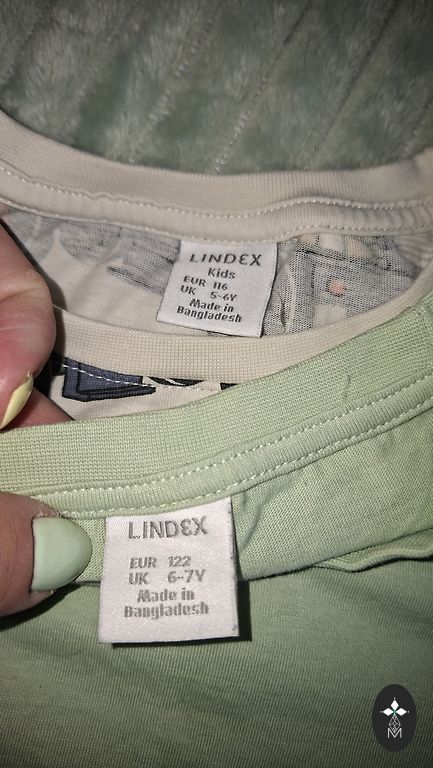 LINDEX
Kids
EUR 116
UK 5-6Y
Made in
Bangladesh
LINDEX
EUR 122
UK 6-7Y
Made in
Bangladesh
M